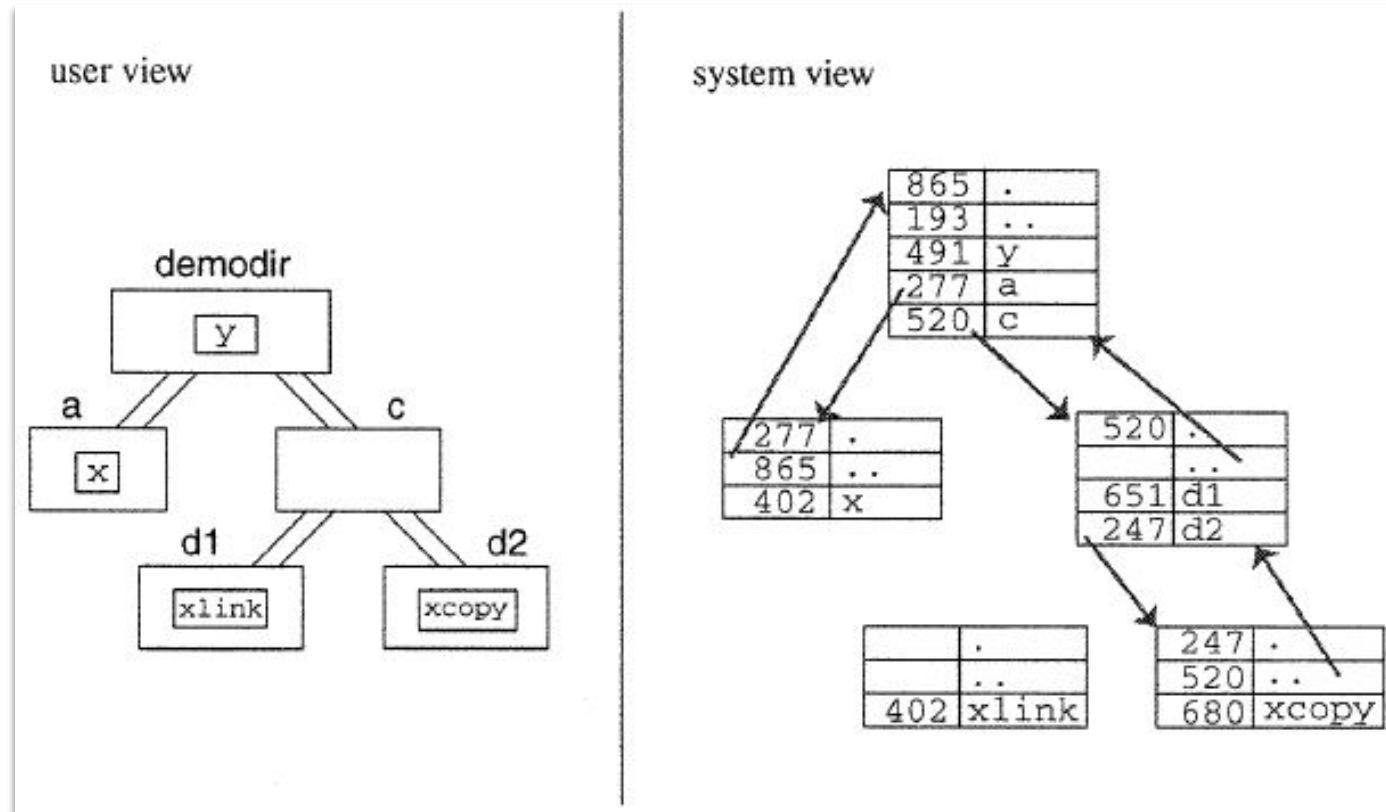 user view
demodir
y
a
c
x
d1
d2
xlink
xcopy
system view
865 .
193 ..
491 y
277 a
520 c
277 .
865 ..
402 x
520 .
..
651 d1
247 d2
.
..
402 xlink
247 .
520 ..
680 xcopy